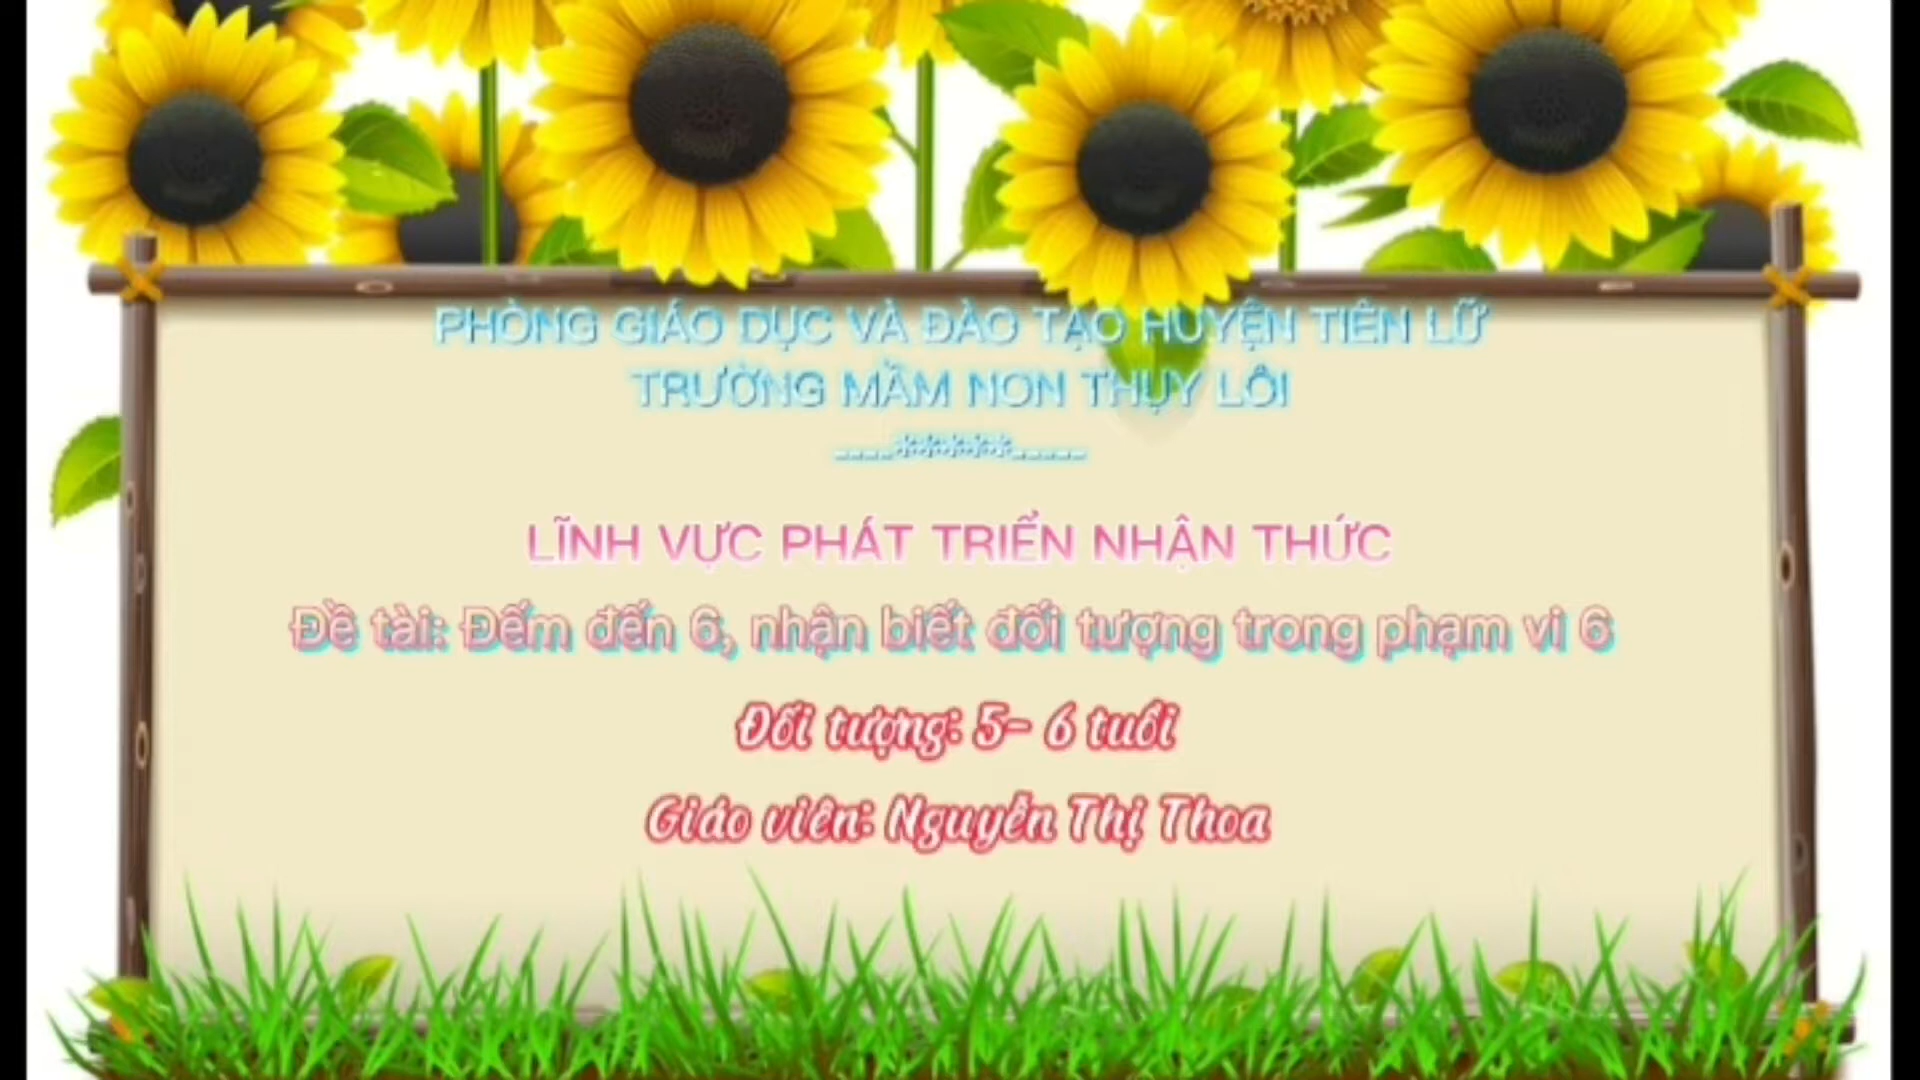 PHÒNG GIÁO DỤC VÀ ĐÀO TẠO HUYỆN TIÊN LỮ
TRƯỜNG MẦM NON THỤY LÔI
----*****-----
LĨNH VỰC PHÁT TRIỂN NHẬN THỨC
Đề tài: Đếm đến 6, nhận biết đối tượng trong phạm vi 6
Đối tượng: 5- 6 tuổi
Giáo viên: Nguyễn Thị Thoa